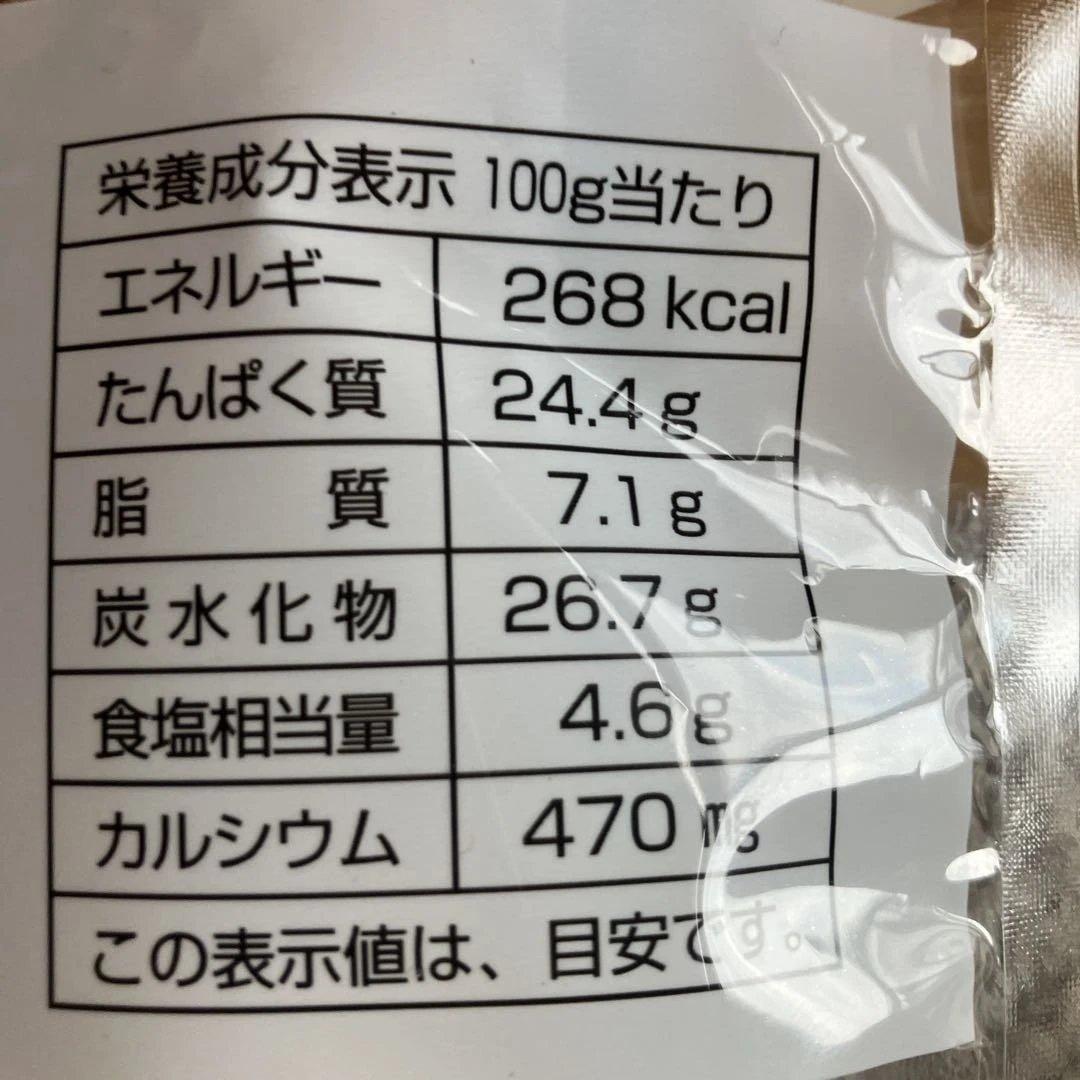 栄養成分表示 100g当たり
エネルギー 268 kcal
たんぱく質 24.4 g
脂質 7.1 g
炭水化物 26.7 g
食塩相当量 4.6 g
カルシウム 470 mg
この表示値は、目安です。